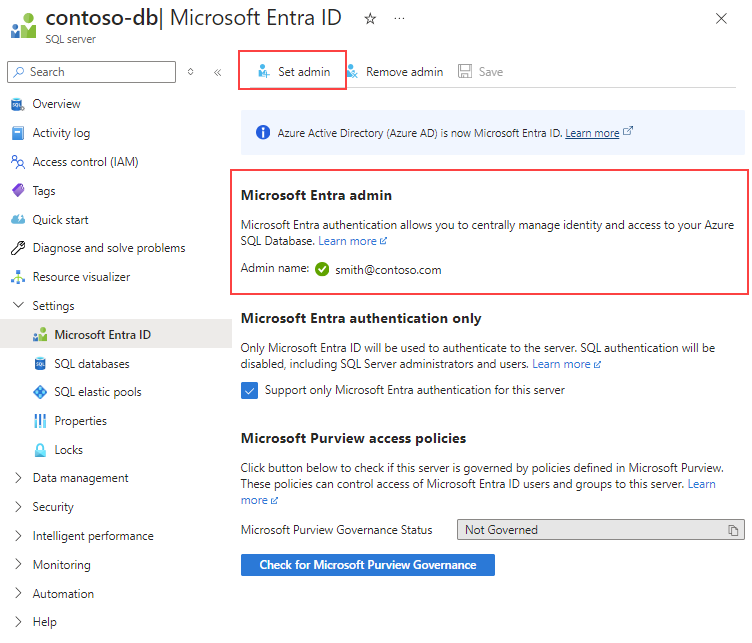 contoso-db| Microsoft Entra ID
SQL server
Search
Overview
Activity log
Access control (IAM)
Tags
Quick start
Diagnose and solve problems
Resource visualizer
Settings
Microsoft Entra ID
SQL databases
SQL elastic pools
Properties
Locks
Data management
Security
Intelligent performance
Monitoring
Automation
Help
Set admin
Remove admin
Save
Azure Active Directory (Azure AD) is now Microsoft Entra ID. Learn more
Microsoft Entra admin
Microsoft Entra authentication allows you to centrally manage identity and access to your Azure
SQL Database. Learn more
Admin name: smith@contoso.com
Microsoft Entra authentication only
Only Microsoft Entra ID will be used to authenticate to the server. SQL authentication will be
disabled, including SQL Server administrators and users. Learn more
Support only Microsoft Entra authentication for this server
Microsoft Purview access policies
Click button below to check if this server is governed by policies defined in Microsoft Purview.
These policies can control access of Microsoft Entra ID users and groups to this server. Learn
more
Microsoft Purview Governance Status Not Governed
Check for Microsoft Purview Governance